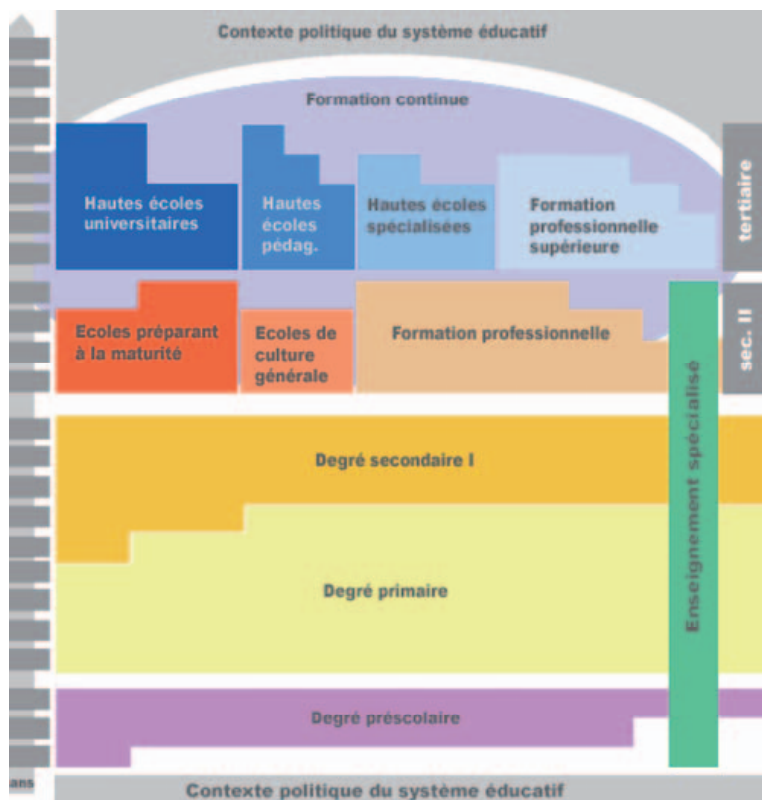 Contexte politique du système éducatif
Formation continue
Hautes écoles
universitaires
Hautes
écoles
pédag.
Hautes écoles
spécialisées
Formation
professionnelle
supérieure
tertiaire
Ecoles préparant
à la maturité
Ecoles de
culture
générale
Formation professionnelle
sec. II
Degré secondaire I
Enseignement spécialisé
Degré primaire
Degré préscolaire
ans
Contexte politique du système éducatif